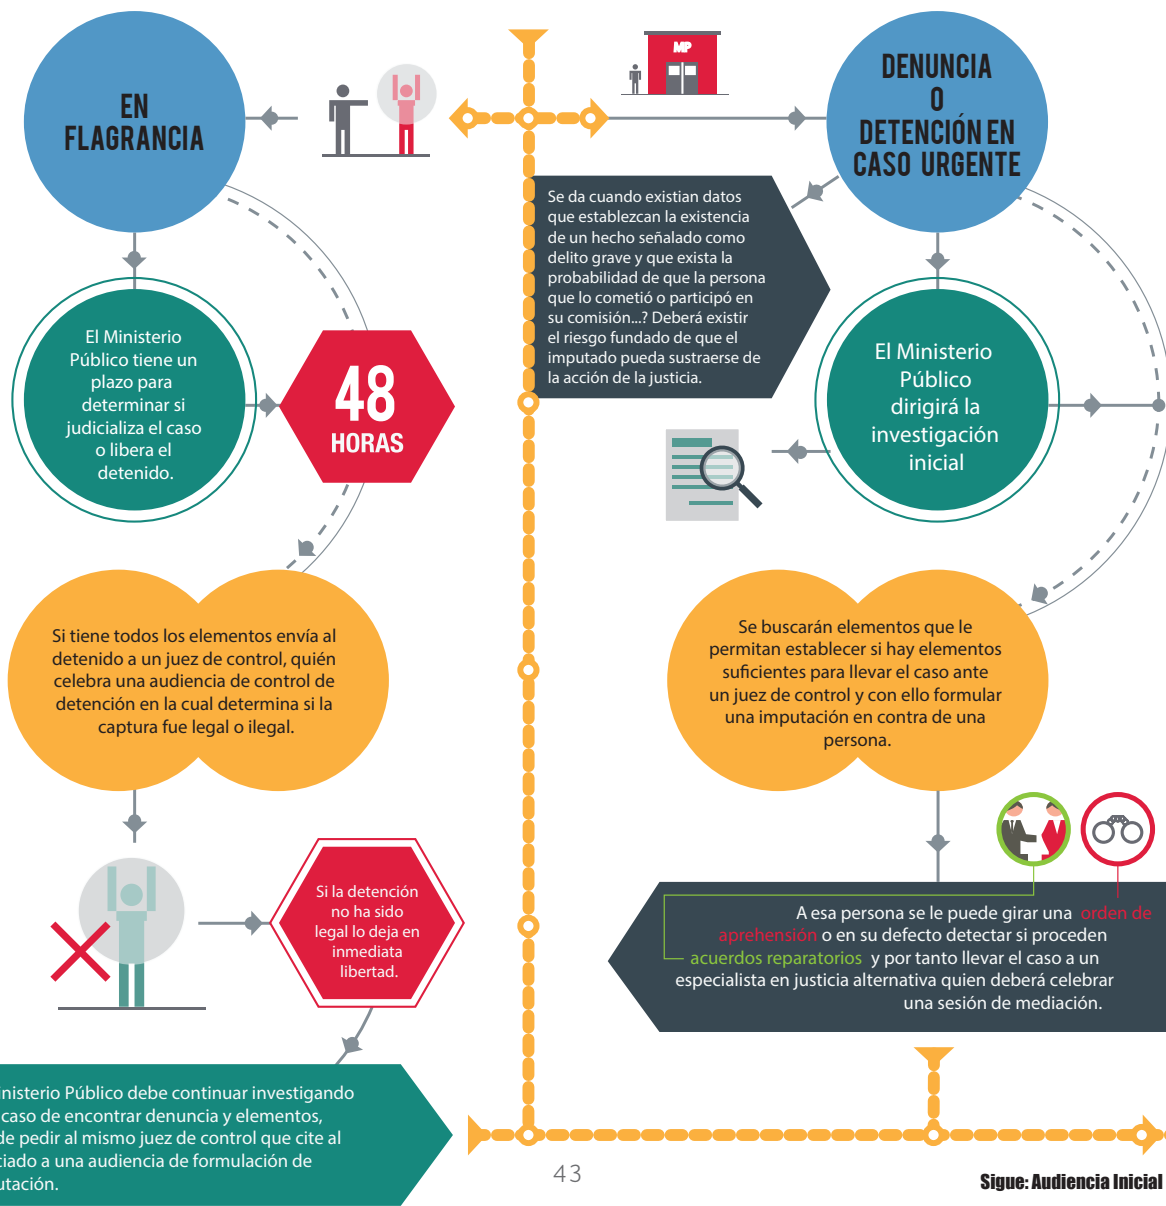 EN
FLAGRANCIA
MP
DENUNCIA
O
DETENCIÓN EN
CASO URGENTE
Se da cuando existian datos
que establezcan la existencia
de un hecho señalado como
delito grave y que exista la
probabilidad de que la persona
que lo cometió o participó en
su comisión...? Deberá existir
el riesgo fundado de que el
imputado pueda sustraerse de
la acción de la justicia.
El Ministerio
Público tiene un
plazo para
determinar si
judicializa el caso
o libera el
detenido.
48
HORAS
El Ministerio
Público
dirigirá la
investigación
inicial
Si tiene todos los elementos envía al
detenido a un juez de control, quién
celebra una audiencia de control de
detención en la cual determina si la
captura fue legal o ilegal.
Se buscarán elementos que le
permitan establecer si hay elementos
suficientes para llevar el caso ante
un juez de control y con ello formular
una imputación en contra de una
persona.
Si la detención
no ha sido
legal lo deja en
inmediata
libertad.
A esa persona se le puede girar una orden de
aprehensión o en su defecto detectar si proceden
acuerdos reparatorios y por tanto llevar el caso a un
especialista en justicia alternativa quien deberá celebrar
una sesión de mediación.
inisterio Público debe continuar investigando
caso de encontrar denuncia y elementos,
de pedir al mismo juez de control que cite al
ciado a una audiencia de formulación de
utación.
43
Sigue: Audiencia Inicial